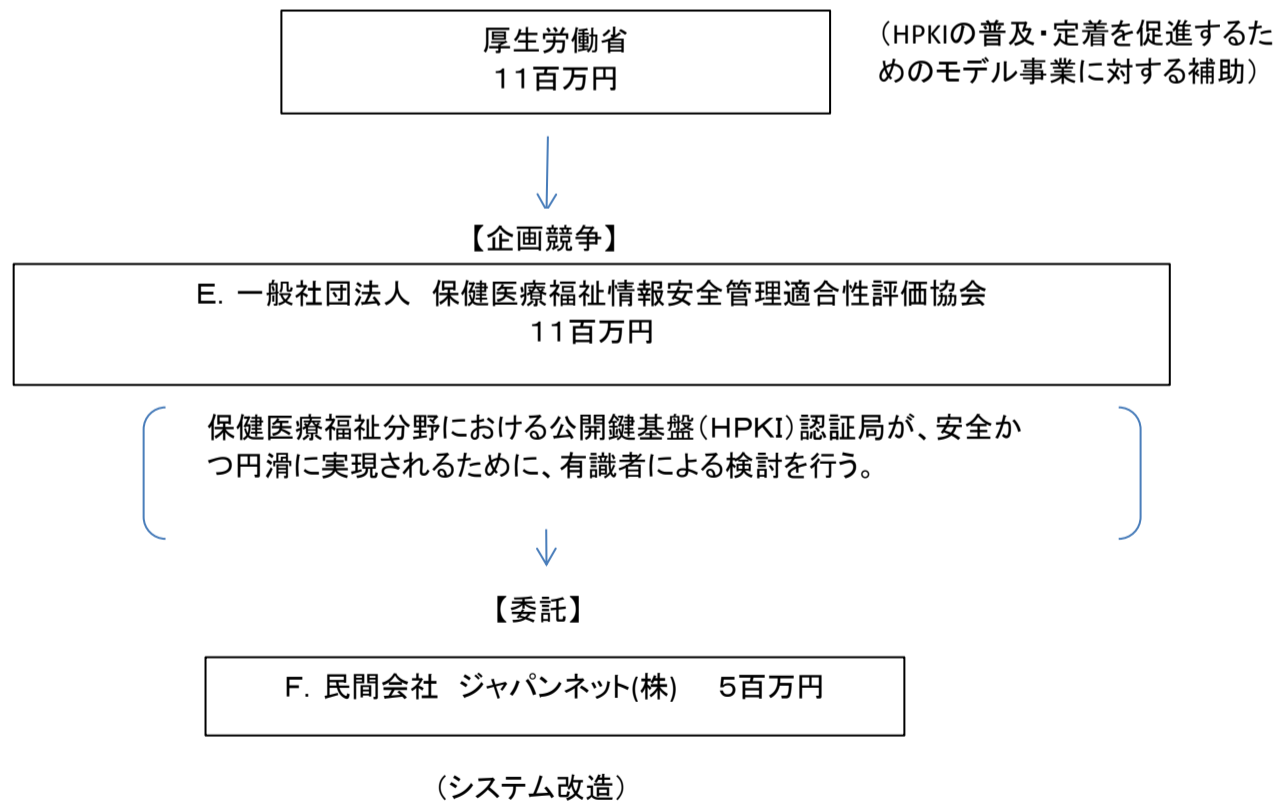 厚生労働省
11百万円
（HPKIの普及・定着を促進するた
めのモデル事業に対する補助）
【企画競争】
E．一般社団法人　保健医療福祉情報安全管理適合性評価協会
11百万円
保健医療福祉分野における公開鍵基盤（ＨＰＫＩ）認証局が、安全か
つ円滑に実現されるために、有識者による検討を行う。
【委託】
F．民間会社　ジャパンネット(株)　５百万円
（システム改造）